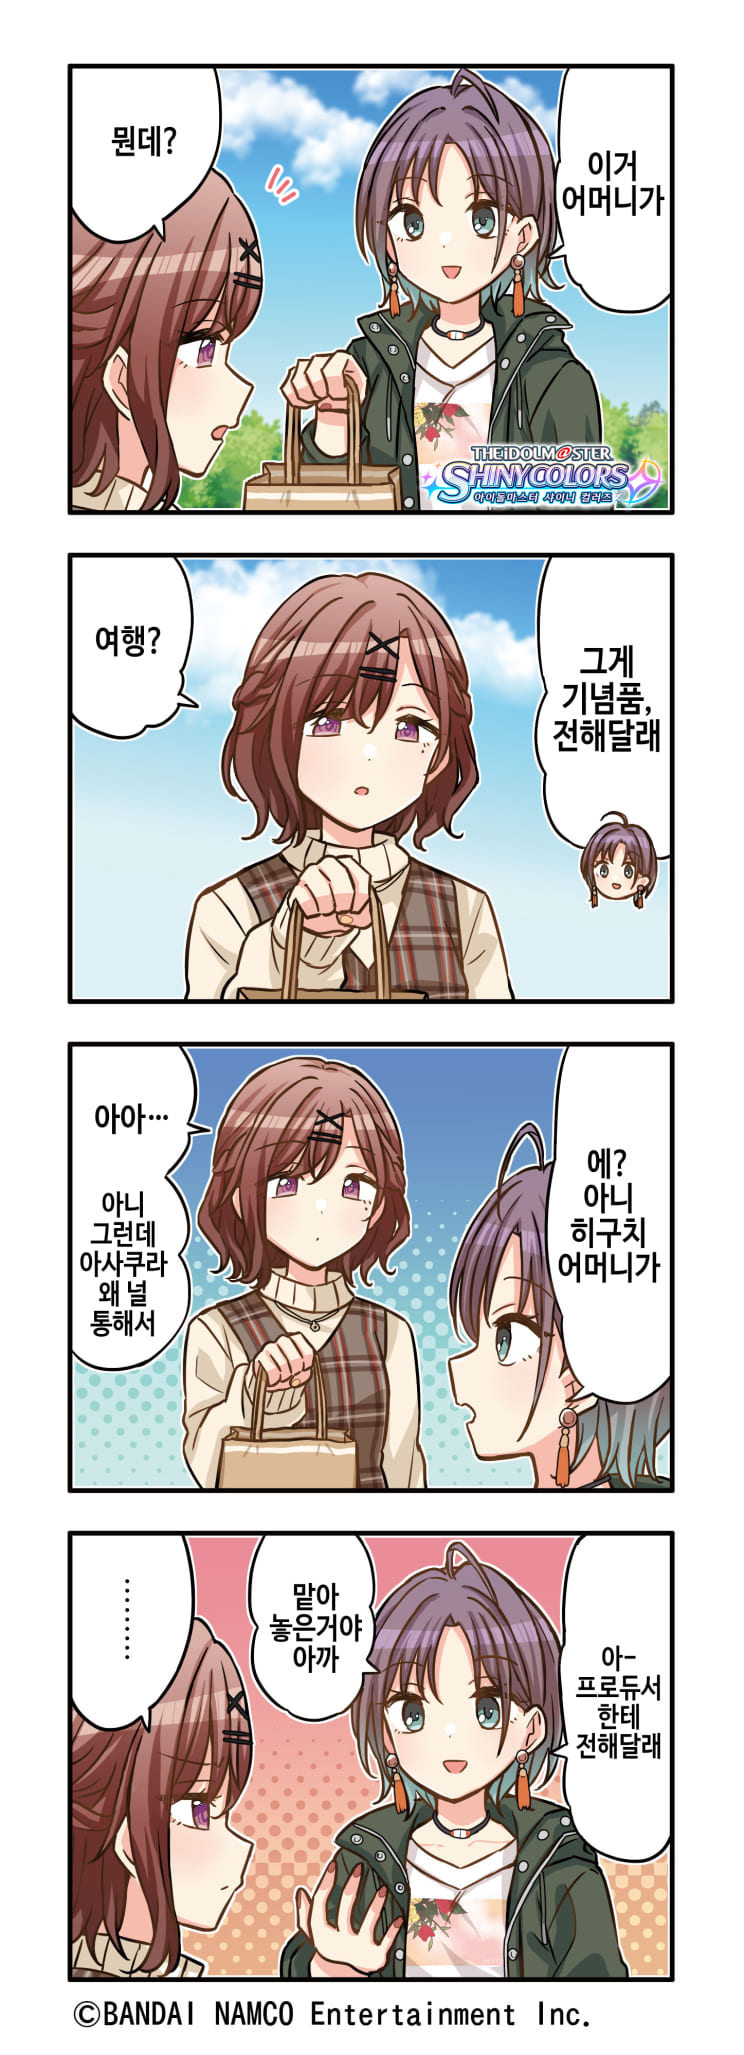 이거
어머니가
뭔데?
THE iDOLM@STER
SHINY COLORS
아이돌마스터 샤이니 컬러즈
그게
기념품,
전해달래
여행?
에?
아니
히구치
어머니가
아아…
아니
그런데
아사쿠라
왜 널
통해서
아-
프로듀서
한테
전해달래
맡아
놓은거야
아까
………
©BANDAI NAMCO Entertainment Inc.